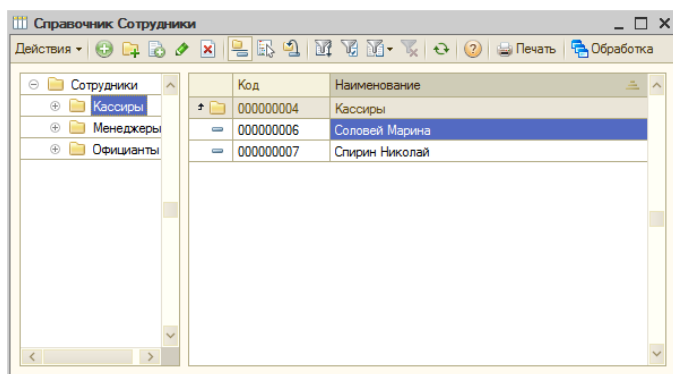 Справочник Сотрудники
Действия Печать Обработка
Сотрудники
Кассиры
Менеджеры
Официанты
Код Наименование
000000004 Кассиры
000000006 Соловей Марина
000000007 Спирин Николай